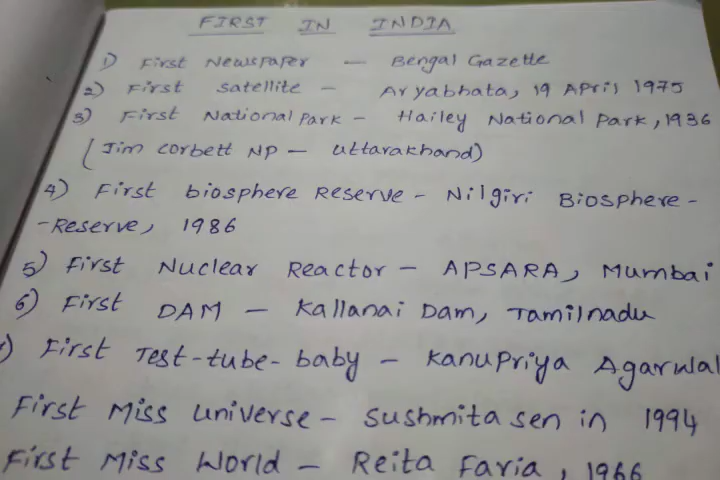 FIRST IN INDIA
1) First Newspaper - Bengal Gazette
2) First satellite - Aryabhata, 19 April 1975
3) First National Park - Hailey National Park, 1936
(Jim Corbett NP - Uttarakhand)
4) First biosphere Reserve - Nilgiri Biosphere-
-Reserve, 1986
5) First Nuclear Reactor - APSARA, Mumbai
6) First DAM - Kallanai Dam, Tamilnadu
) First Test-tube-baby - Kanupriya Agarwal
First Miss Universe - Sushmita sen in 1994
First Miss World - Reita Faria, 1966